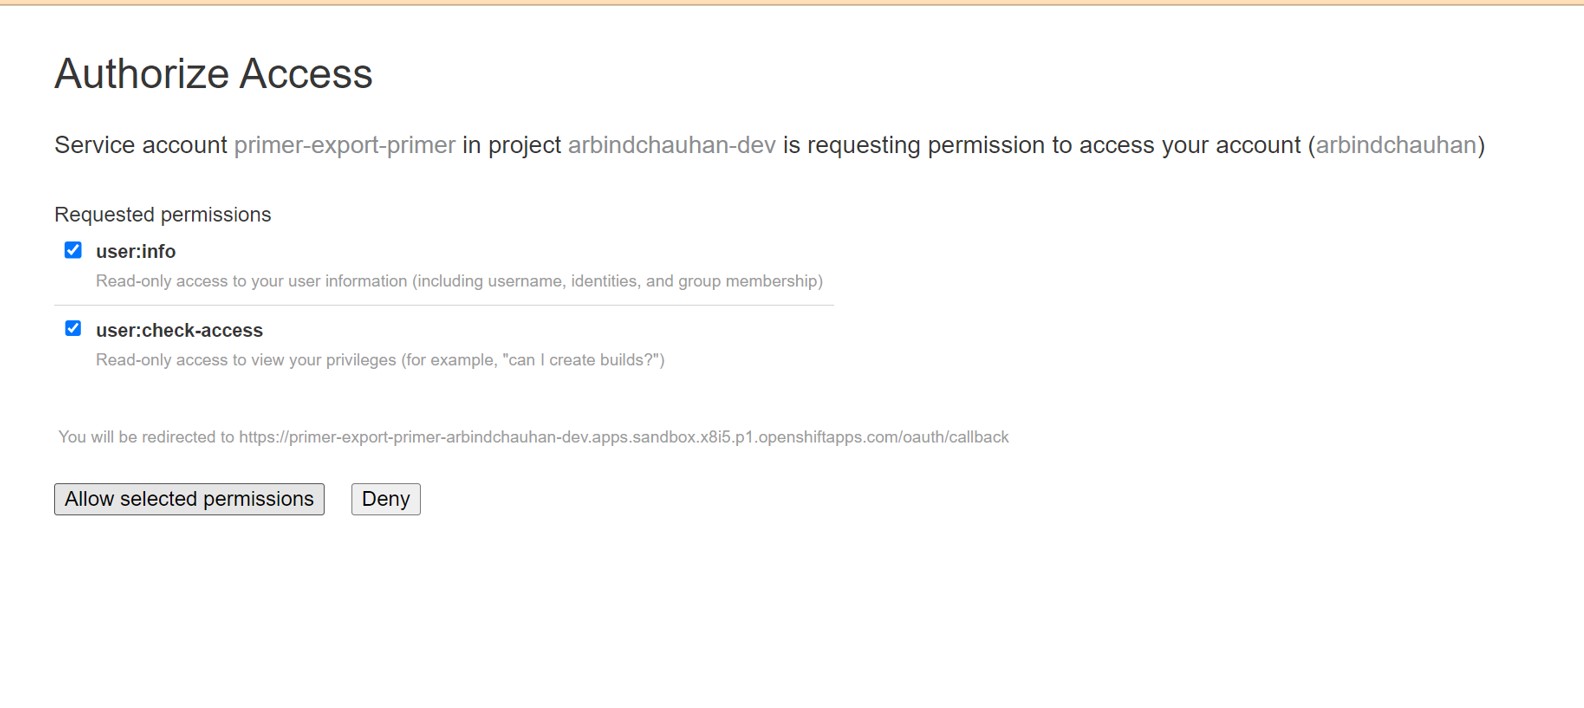 Authorize Access
Service account primer-export-primer in project arbindchauhan-dev is requesting permission to access your account (arbindchauhan)
Requested permissions
user:info
Read-only access to your user information (including username, identities, and group membership)
user:check-access
Read-only access to view your privileges (for example, "can I create builds?")
You will be redirected to https://primer-export-primer-arbindchauhan-dev.apps.sandbox.x8i5.p1.openshiftapps.com/oauth/callback
Allow selected permissions Deny